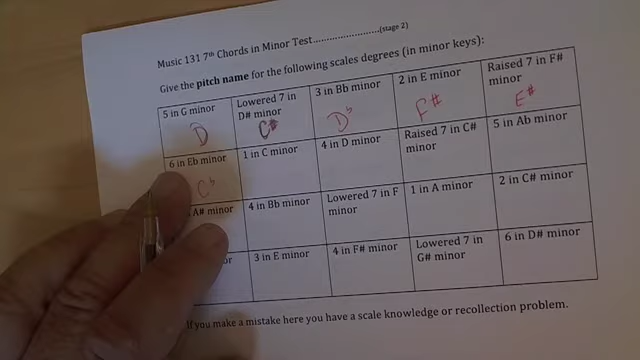 Music 131 7th Chords in Minor Test........................(stage 2)
Give the pitch name for the following scales degrees (in minor keys):
5 in G minor
D
Lowered 7 in D# minor
C#
3 in Bb minor
Db
2 in E minor
F#
Raised 7 in F# minor
E#
6 in Eb minor
Cb
1 in C minor
4 in D minor
Raised 7 in C# minor
5 in Ab minor
A# minor
4 in Bb minor
Lowered 7 in F minor
1 in A minor
2 in C# minor
3 in E minor
4 in F# minor
Lowered 7 in G# minor
6 in D# minor
If you make a mistake here you have a scale knowledge or recollection problem.